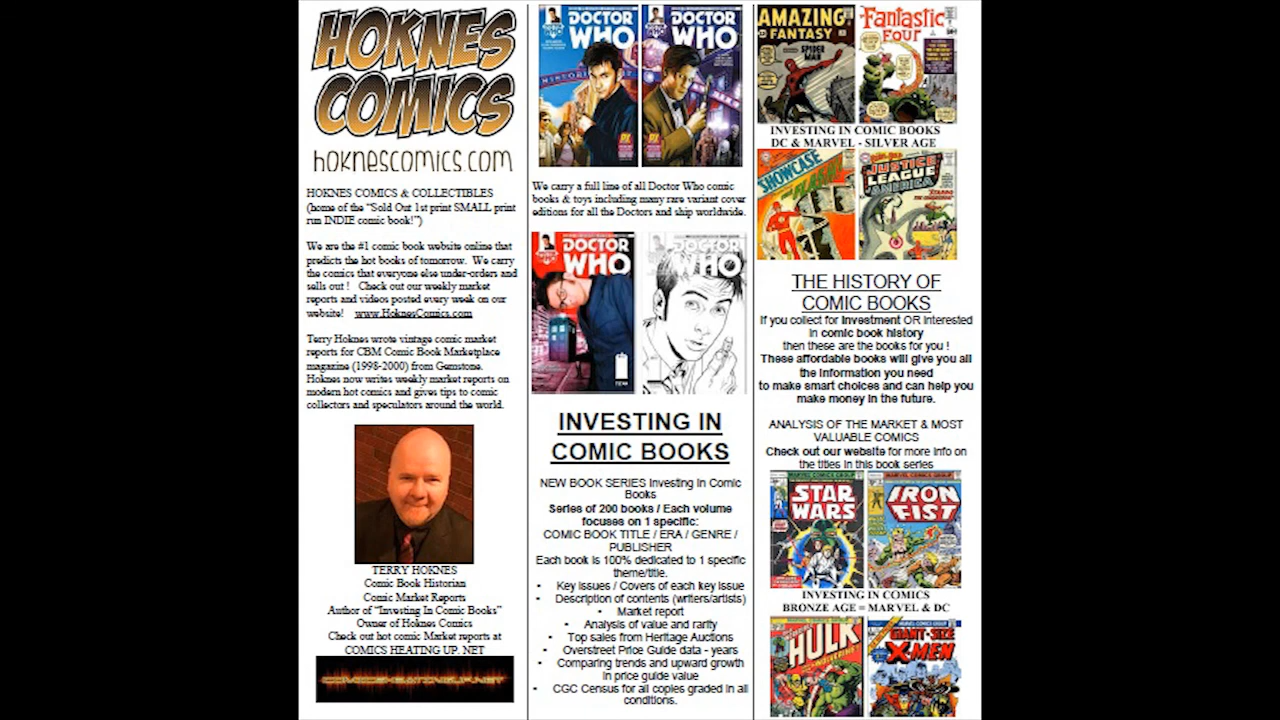 HOKNES
COMICS
hoknescomics.com
HOKNES COMICS & COLLECTIBLES
(home of the “Sold Out 1st print SMALL print
run INDIE comic book!”)
We are the #1 comic book website online that
predicts the hot books of tomorrow. We carry
the comics that everyone else under-orders and
sells out ! Check out our weekly market
reports and videos posted every week on our
website! www.HoknesComics.com
Terry Hoknes wrote vintage comic market
reports for CBM Comic Book Marketplace
magazine (1998-2000) from Gemstone.
Hoknes now writes weekly market reports on
modern hot comics and gives tips to comic
collectors and speculators around the world.
TERRY HOKNES
Comic Book Historian
Comic Market Reports
Author of “Investing In Comic Books”
Owner of Hoknes Comics
Check out hot comic Market reports at
COMICS HEATING UP. NET
COMICSHEATINGUP.NET
DOCTOR
WHO
DOCTOR
WHO
We carry a full line of all Doctor Who comic
books & toys including many rare variant cover
editions for all the Doctors and ship worldwide.
DOCTOR
WHO
DOCTOR
WHO
INVESTING IN
COMIC BOOKS
NEW BOOK SERIES Investing In Comic
Books
Series of 200 books / Each volume
focuses on 1 specific:
COMIC BOOK TITLE / ERA / GENRE /
PUBLISHER
Each book is 100% dedicated to 1 specific
theme/title.
• Key issues / Covers of each key issue
• Description of contents (writers/artists)
• Market report
• Analysis of value and rarity
• Top sales from Heritage Auctions
• Overstreet Price Guide data - years
• Comparing trends and upward growth
in price guide value
• CGC Census for all copies graded in all
conditions.
AMAZING
FANTASY
SPIDER
MAN
Fantastic
FOUR
INVESTING IN COMIC BOOKS
DC & MARVEL - SILVER AGE
SHOWCASE
FLASH
JUSTICE
LEAGUE
OF AMERICA
THE HISTORY OF
COMIC BOOKS
If you collect for investment OR interested
in comic book history
then these are the books for you !
These affordable books will give you all
the information you need
to make smart choices and can help you
make money in the future.
ANALYSIS OF THE MARKET & MOST
VALUABLE COMICS
Check out our website for more info on
the titles in this book series
MARVEL COMICS GROUP
STAR
WARS
MARVEL COMICS GROUP
IRON
FIST
INVESTING IN COMICS
BRONZE AGE = MARVEL & DC
HULK
MARVEL COMICS GROUP
GIANT-SIZE
X-MEN